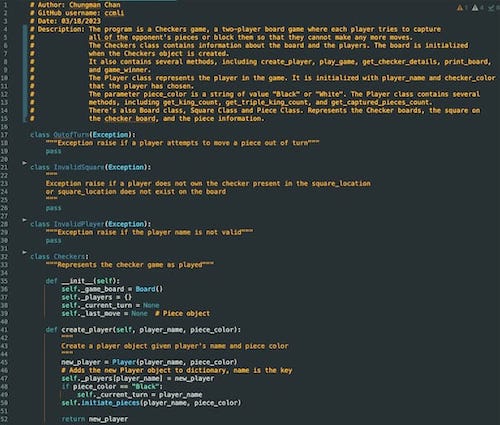 # Author: Chungman Chan
# GitHub username: ccmli
# Date: 03/18/2023
# Description: The program is a Checkers game, a two-player board game where each player tries to capture
# all of the opponent's pieces or block them so that they cannot make any more moves.
# The Checkers class contains information about the board and the players. The board is initialized
# when the Checkers object is created.
# It also contains several methods, including create_player, play_game, get_checker_details, print_board,
# and game_winner.
# The Player class represents the player in the game. It is initialized with player_name and checker_color
# that the player has chosen.
# The parameter piece_color is a string of value "Black" or "White". The Player class contains several
# methods, including get_king_count, get_triple_king_count, and get_captured_pieces_count.
# There's also Board class, Square Class and Piece Class. Represents the Checker boards, the square on
# the checker_board, and the piece information.
class OutofTurn(Exception):
"""Exception raise if a player attempts to move a piece out of turn"""
pass
class InvalidSquare(Exception):
"""
Exception raise if a player does not own the checker present in the square_location
or square_location does not exist on the board
"""
pass
class InvalidPlayer(Exception):
"""Exception raise if the player name is not valid"""
pass
class Checkers:
"""Represents the checker game as played"""
def __init__(self):
self._game_board = Board()
self._players = {}
self._current_turn = None
self._last_move = None # Piece object
def create_player(self, player_name, piece_color):
"""
Create a player object given player's name and piece color
"""
new_player = Player(player_name, piece_color)
# Adds the new Player object to dictionary, name is the key
self._players[player_name] = new_player
if piece_color == "Black":
self._current_turn = player_name
self.initiate_pieces(player_name, piece_color)
return new_player